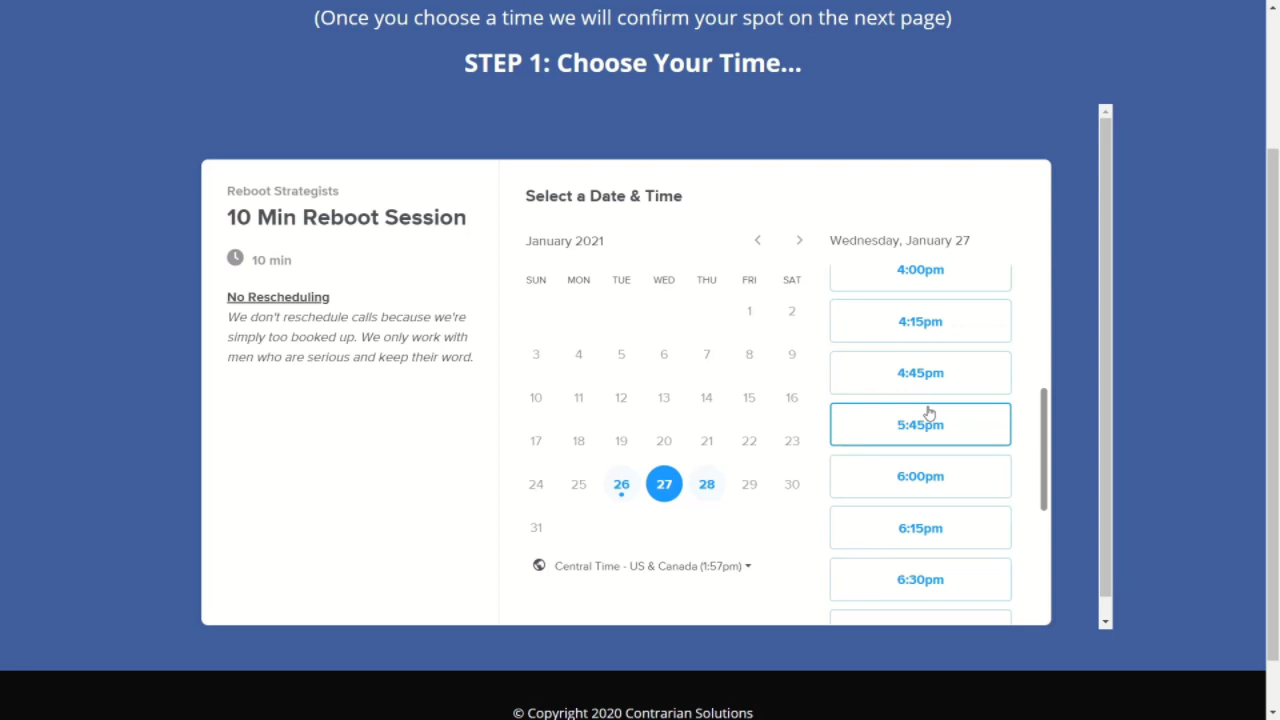 (Once you choose a time we will confirm your spot on the next page)
STEP 1: Choose Your Time...
Reboot Strategists
10 Min Reboot Session
10 min
No Rescheduling
We don't reschedule calls because we're
simply too booked up. We only work with
men who are serious and keep their word.
Select a Date & Time
January 2021
SUN MON TUE WED THU FRI SAT
1 2
3 4 5 6 7 8 9
10 11 12 13 14 15 16
17 18 19 20 21 22 23
24 25 26 27 28 29 30
31
Central Time - US & Canada (1:57pm)
Wednesday, January 27
4:00pm
4:15pm
4:45pm
5:45pm
6:00pm
6:15pm
6:30pm
© Copyright 2020 Contrarian Solutions